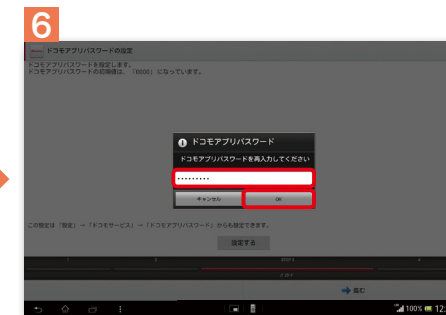 6
ドコモアプリパスワードの設定
ドコモアプリパスワードを設定します。
ドコモアプリパスワードの初期値は、「0000」になっています。
ドコモアプリパスワード
ドコモアプリパスワードを再入力してください
キャンセル
OK
この設定は「設定」→「ドコモサービス」→「ドコモアプリパスワード」からも設定できます。
設定する
進む
100%
12: